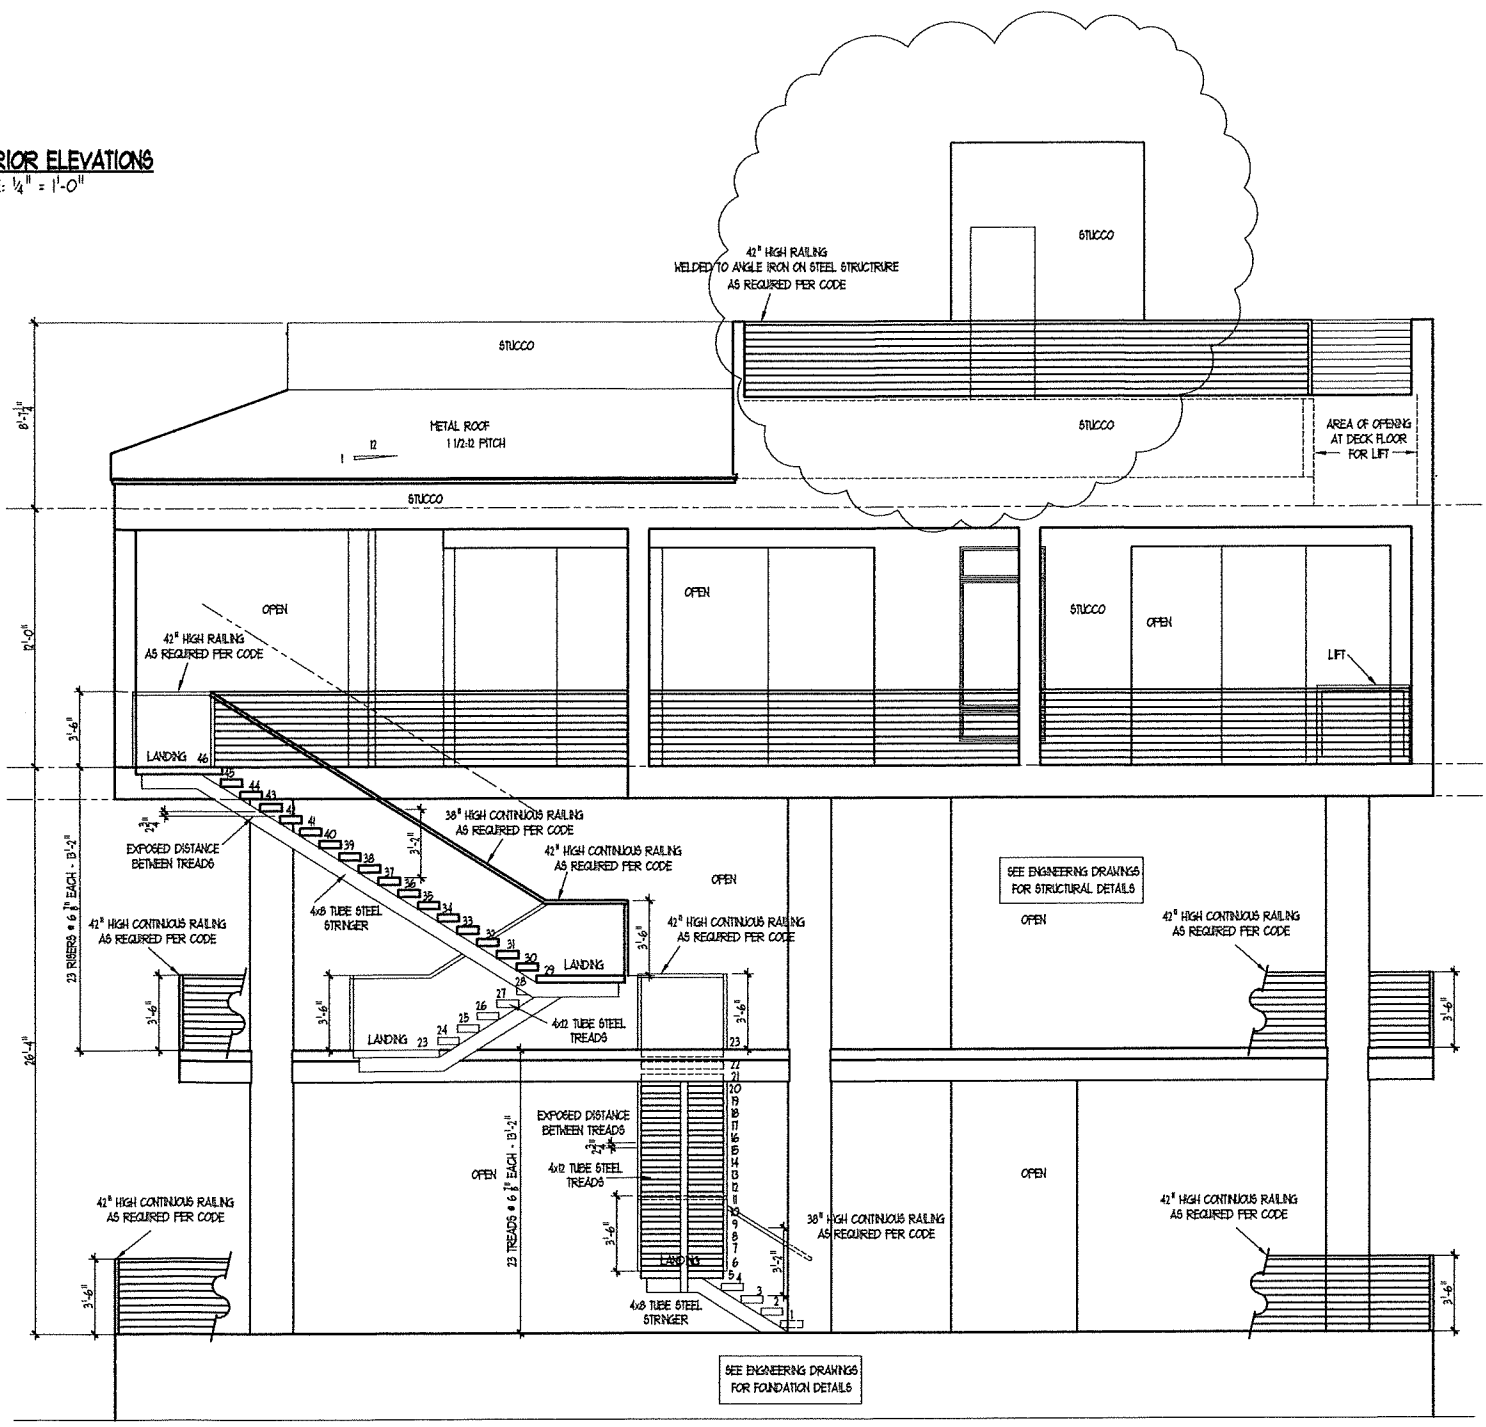 RIOR ELEVATIONS
: ¼" = 1'-0"
STUCCO
42" HIGH RAILING
WELDED TO ANGLE IRON ON STEEL STRUCTRURE
AS REQUIRED PER CODE
STUCCO
8'-7¼"
METAL ROOF
1 1/2:12 PITCH
12
1
STUCCO
AREA OF OPENING
AT DECK FLOOR
FOR LIFT
STUCCO
12'-0"
OPEN
OPEN
STUCCO
OPEN
42" HIGH RAILING
AS REQUIRED PER CODE
LIFT
3'-6"
LANDING
46
45
44
43
42
41
40
39
38
37
36
35
34
33
32
31
30
29
28
27
26
25
24
23
2¾"
EXPOSED DISTANCE
BETWEEN TREADS
3'-2"
38" HIGH CONTINUOUS RAILING
AS REQUIRED PER CODE
42" HIGH CONTINUOUS RAILING
AS REQUIRED PER CODE
OPEN
SEE ENGINEERING DRAWINGS
FOR STRUCTURAL DETAILS
OPEN
4x8 TUBE STEEL
STRINGER
23 RISERS @ 6 ⅞" EACH - 13'-2"
42" HIGH CONTINUOUS RAILING
AS REQUIRED PER CODE
42" HIGH CONTINUOUS RAILING
AS REQUIRED PER CODE
42" HIGH CONTINUOUS RAILING
AS REQUIRED PER CODE
3'-6"
LANDING
3'-6"
3'-6"
3'-6"
3'-6"
4x12 TUBE STEEL
TREADS
LANDING
26'-4"
23
22
21
20
19
18
17
16
15
14
13
12
11
10
9
8
7
6
5
4
3
2
1
EXPOSED DISTANCE
BETWEEN TREADS
2¾"
4x12 TUBE STEEL
TREADS
23 TREADS @ 6 ⅞" EACH - 13'-2"
OPEN
OPEN
42" HIGH CONTINUOUS RAILING
AS REQUIRED PER CODE
38" HIGH CONTINUOUS RAILING
AS REQUIRED PER CODE
42" HIGH CONTINUOUS RAILING
AS REQUIRED PER CODE
3'-6"
3'-2"
LANDING
3'-6"
3'-6"
4x8 TUBE STEEL
STRINGER
SEE ENGINEERING DRAWINGS
FOR FOUNDATION DETAILS